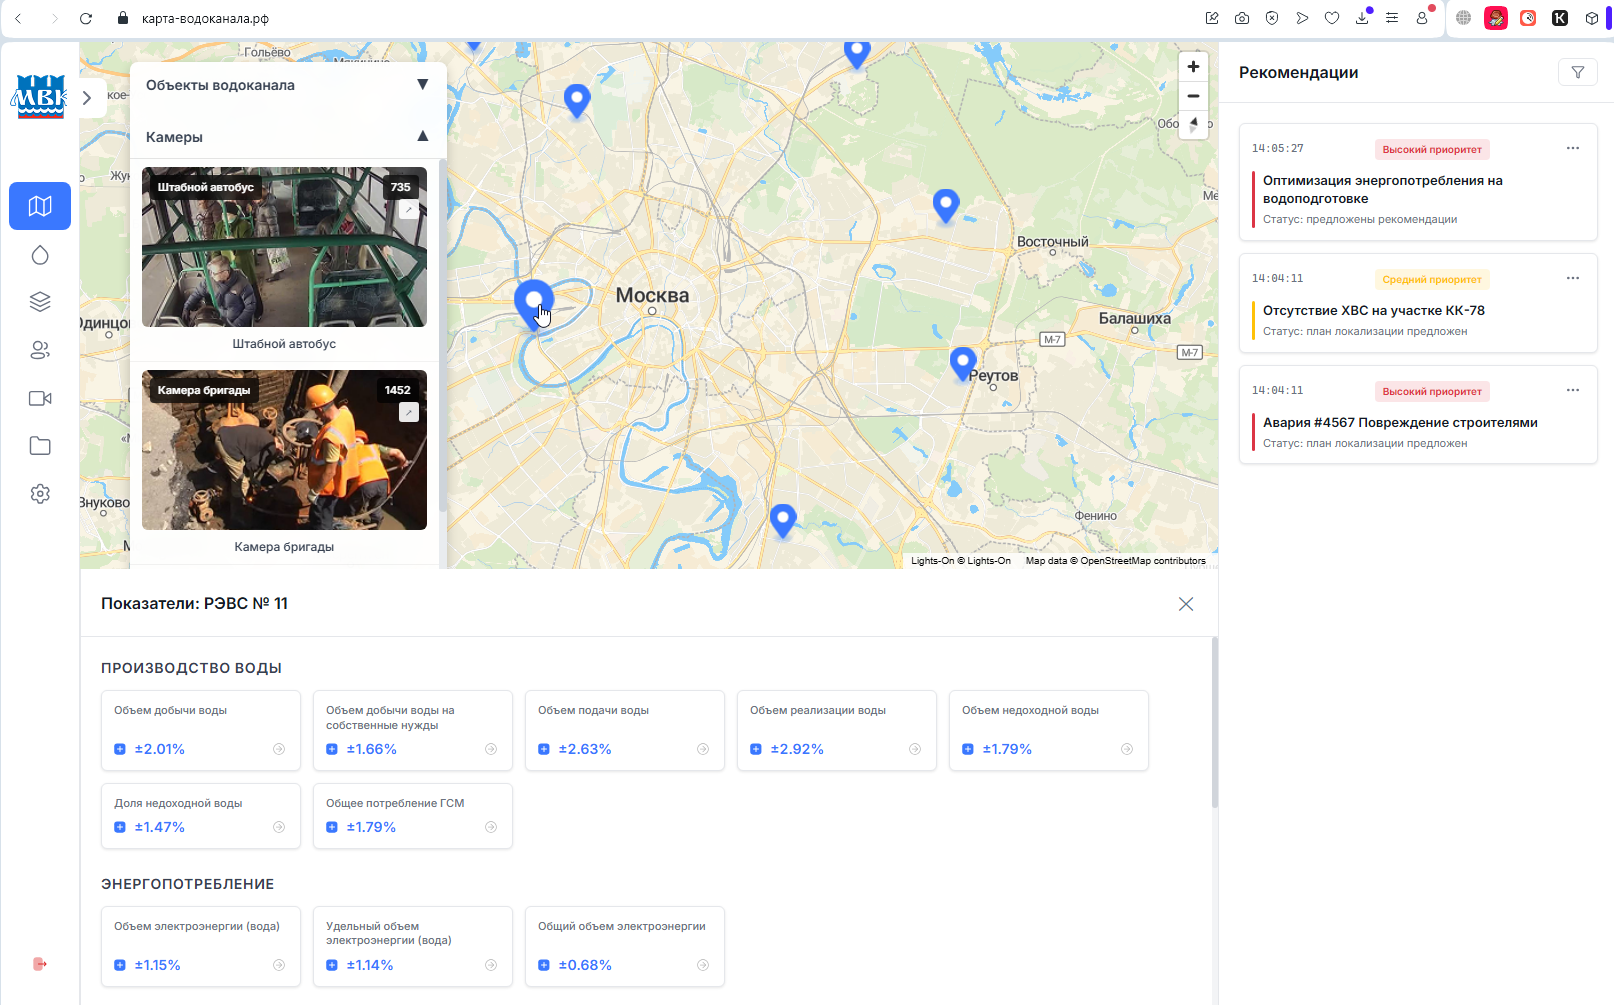 карта-водоканала.рф
МВК
Объекты водоканала
Камеры
Штабной автобус
735
Штабной автобус
Камера бригады
1452
Камера бригады
Гольёво
Одинцо
Внуково
Москва
Восточный
Балашиха
М-7
М-7
Реутов
Фенино
Lights-On © Lights-On
Map data © OpenStreetMap contributors
Рекомендации
14:05:27
Высокий приоритет
Оптимизация энергопотребления на
водоподготовке
Статус: предложены рекомендации
14:04:11
Средний приоритет
Отсутствие ХВС на участке КК-78
Статус: план локализации предложен
14:04:11
Высокий приоритет
Авария #4567 Повреждение строителями
Статус: план локализации предложен
Показатели: РЭВС № 11
ПРОИЗВОДСТВО ВОДЫ
Объем добычи воды
±2.01%
Объем добычи воды на
собственные нужды
±1.66%
Объем подачи воды
±2.63%
Объем реализации воды
±2.92%
Объем недоходной воды
±1.79%
Доля недоходной воды
±1.47%
Общее потребление ГСМ
±1.79%
ЭНЕРГОПОТРЕБЛЕНИЕ
Объем электроэнергии (вода)
±1.15%
Удельный объем
электроэнергии (вода)
±1.14%
Общий объем электроэнергии
±0.68%